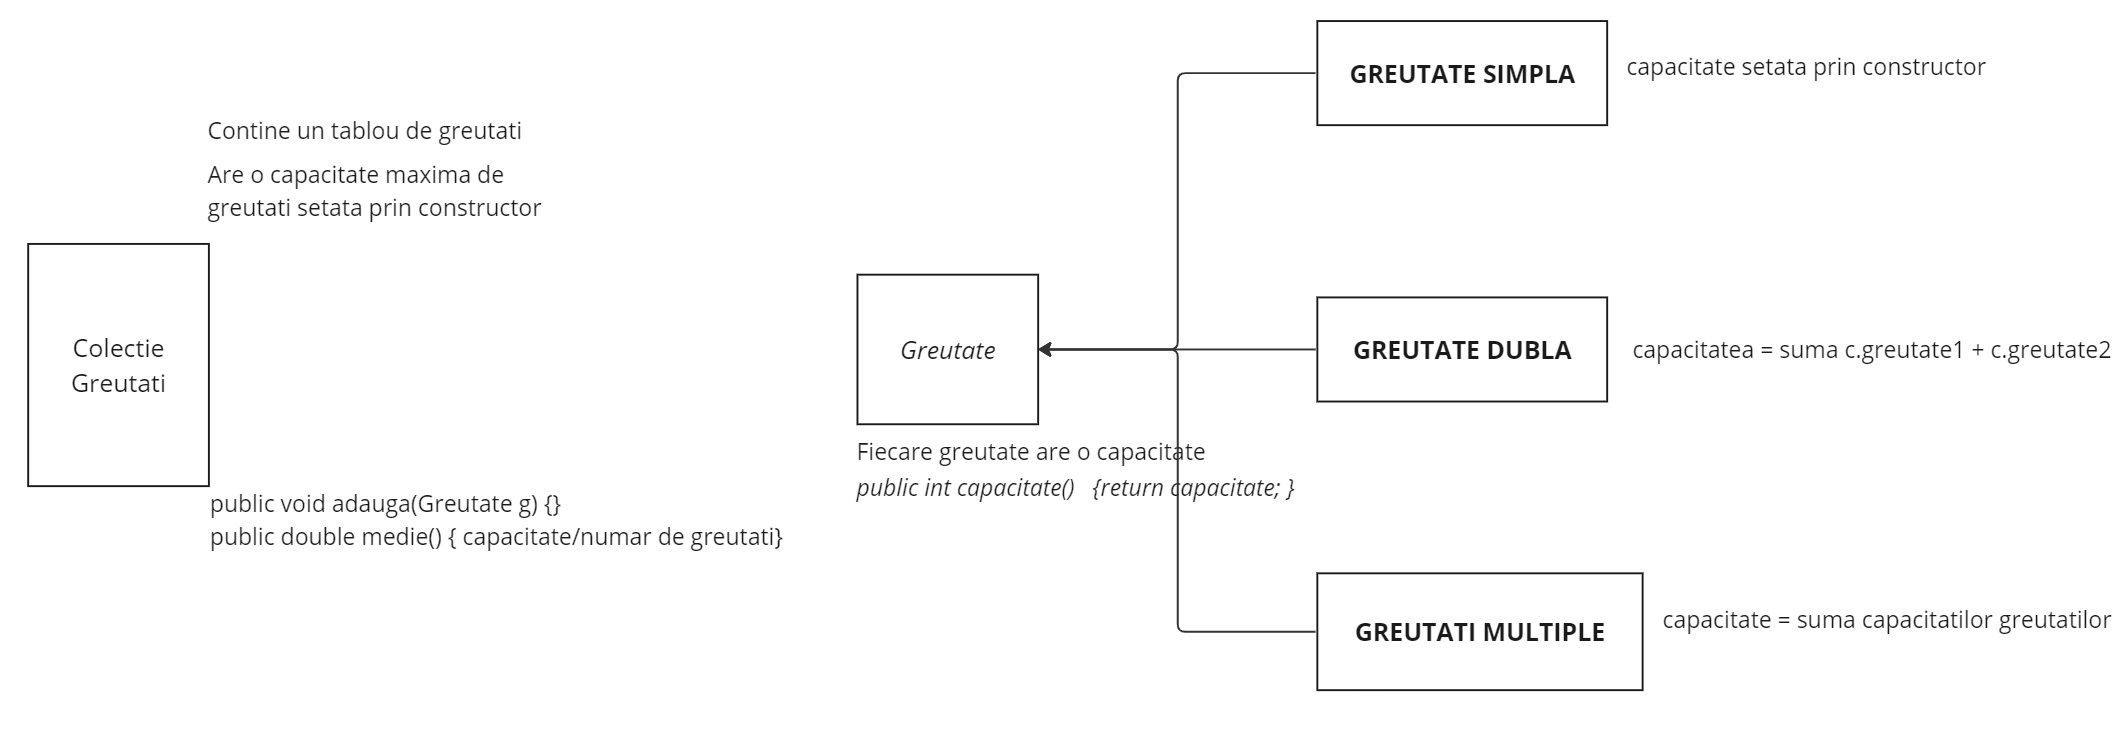 Contine un tablou de greutati
Are o capacitate maxima de
greutati setata prin constructor
Colectie
Greutati
public void adauga(Greutate g) {}
public double medie() { capacitate/numar de greutati}
Greutate
Fiecare greutate are o capacitate
public int capacitate()   {return capacitate; }
GREUTATE SIMPLA
capacitate setata prin constructor
GREUTATE DUBLA
capacitatea = suma c.greutate1 + c.greutate2
GREUTATI MULTIPLE
capacitate = suma capacitatilor greutatilor